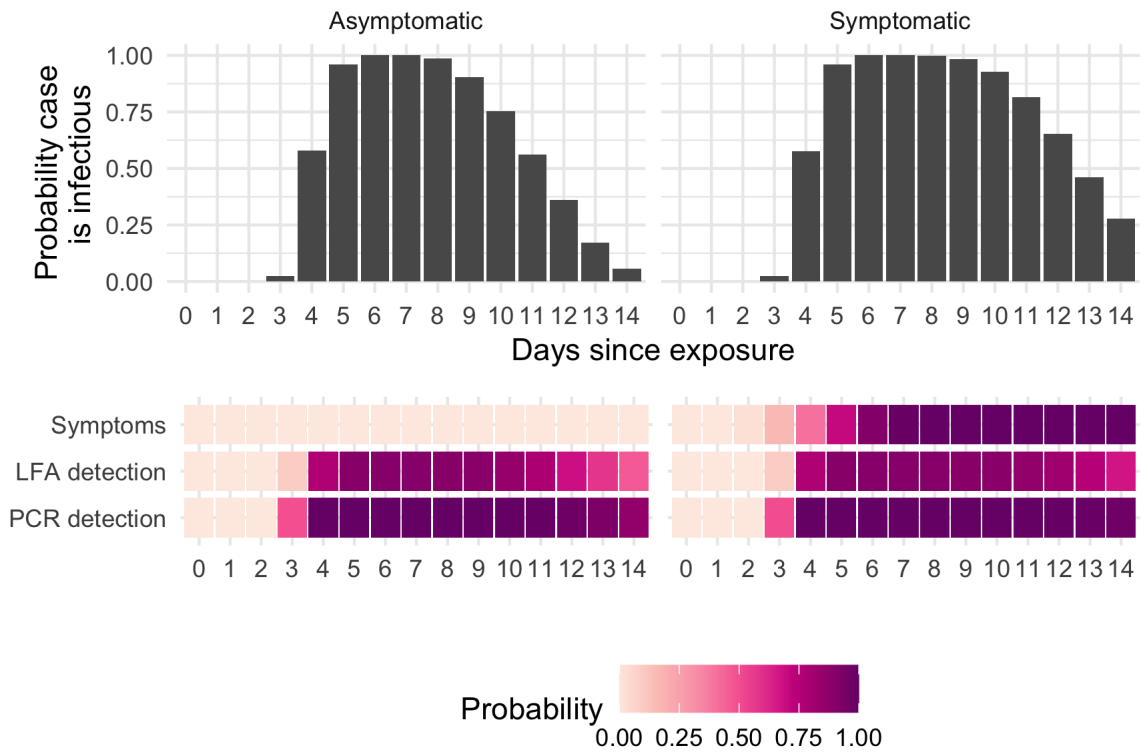 Asymptomatic
Symptomatic
Probability case
is infectious
1.00
0.75
0.50
0.25
0.00
0 1 2 3 4 5 6 7 8 9 10 11 12 13 14
0 1 2 3 4 5 6 7 8 9 10 11 12 13 14
Days since exposure
Symptoms
LFA detection
PCR detection
0 1 2 3 4 5 6 7 8 9 10 11 12 13 14
0 1 2 3 4 5 6 7 8 9 10 11 12 13 14
Probability
0.00 0.25 0.50 0.75 1.00